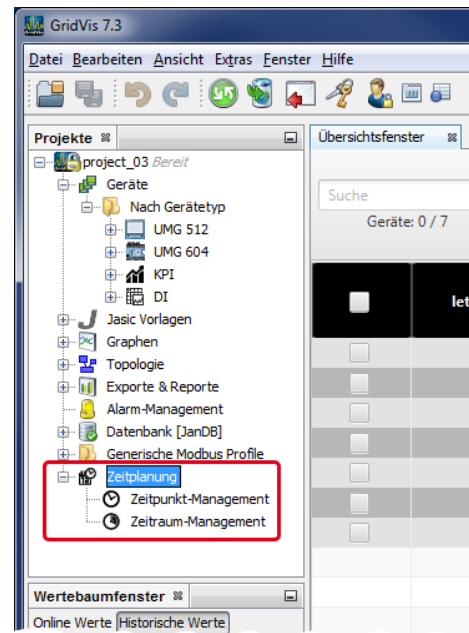 GridVis 7.3
Datei Bearbeiten Ansicht Extras Fenster Hilfe
Projekte
Übersichtsfenster
project_03 Bereit
Geräte
Nach Gerätetyp
UMG 512
UMG 604
KPI
DI
Jasic Vorlagen
Graphen
Topologie
Exporte & Reporte
Alarm-Management
Datenbank [JanDB]
Generische Modbus Profile
Zeitplanung
Zeitpunkt-Management
Zeitraum-Management
Suche
Geräte: 0 / 7
let
Wertebaumfenster
Online Werte Historische Werte